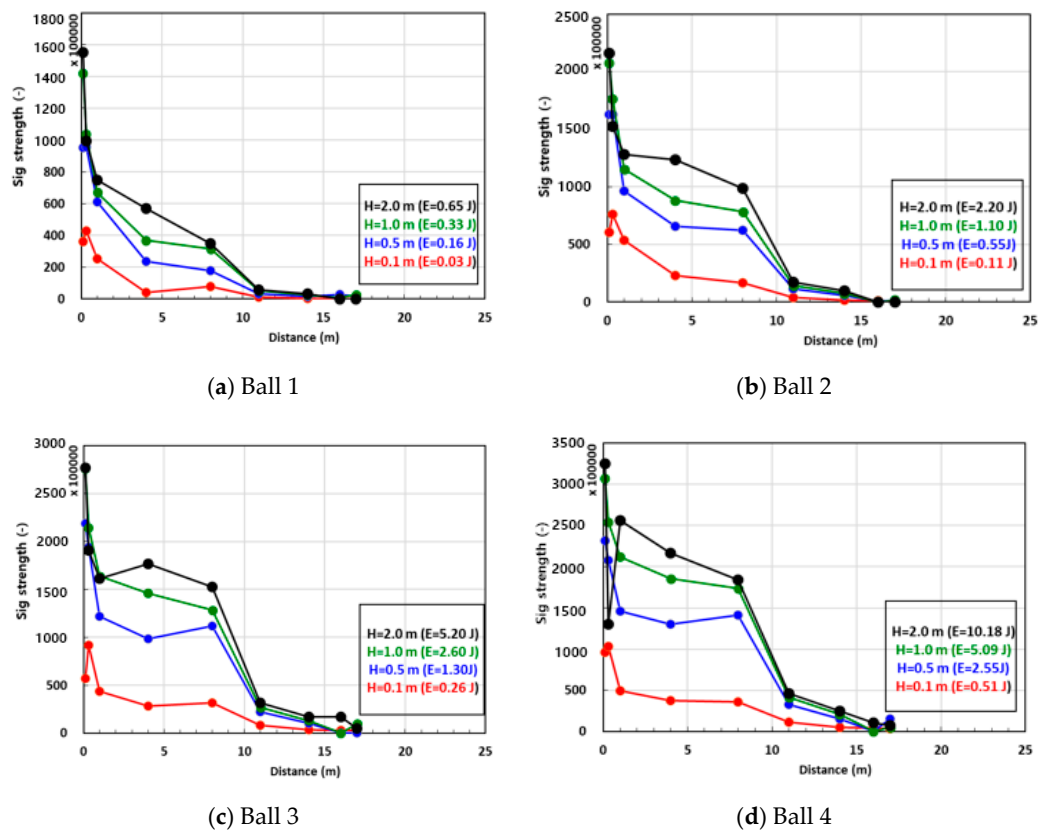 1800
1600
1400
1200
1000
800
600
400
200
0
x 100000
Sig strength (-)
H=2.0 m (E=0.65 J)
H=1.0 m (E=0.33 J)
H=0.5 m (E=0.16 J)
H=0.1 m (E=0.03 J)
0 5 10 15 20 25
Distance (m)
(a) Ball 1
2500
2000
1500
1000
500
0
x 100000
Sig strength (-)
H=2.0 m (E=2.20 J)
H=1.0 m (E=1.10 J)
H=0.5 m (E=0.55J)
H=0.1 m (E=0.11 J)
0 5 10 15 20 25
Distance (m)
(b) Ball 2
3000
2500
2000
1500
1000
500
0
x 100000
Sig strength (-)
H=2.0 m (E=5.20 J)
H=1.0 m (E=2.60 J)
H=0.5 m (E=1.30J)
H=0.1 m (E=0.26 J)
0 5 10 15 20 25
Distance (m)
(c) Ball 3
3500
3000
2500
2000
1500
1000
500
0
x 100000
Sig strength (-)
H=2.0 m (E=10.18 J)
H=1.0 m (E=5.09 J)
H=0.5 m (E=2.55J)
H=0.1 m (E=0.51 J)
0 5 10 15 20 25
Distance (m)
(d) Ball 4